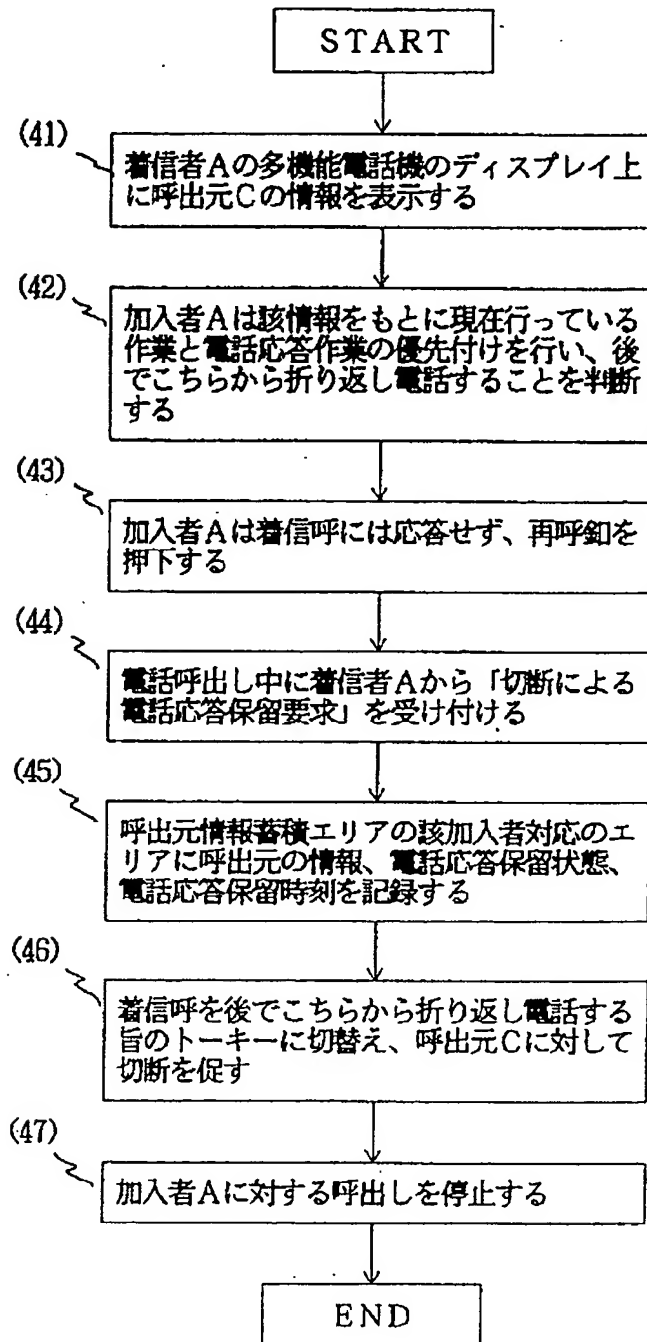 START
(41)
着信者Aの多機能電話機のディスプレイ上
に呼出元Cの情報を表示する
(42)
加入者Aは該情報をもとに現在行っている
作業と電話応答作業の優先付けを行い、後
でこちらから折り返し電話することを判断
する
(43)
加入者Aは着信呼には応答せず、再呼釦を
押下する
(44)
電話呼出し中に着信者Aから「切断による
電話応答保留要求」を受け付ける
(45)
呼出元情報蓄積エリアの該加入者対応のエ
リアに呼出元の情報、電話応答保留状態、
電話応答保留時刻を記録する
(46)
着信呼を後でこちらから折り返し電話する
旨のトーキーに切替え、呼出元Cに対して
切断を促す
(47)
加入者Aに対する呼出しを停止する
END